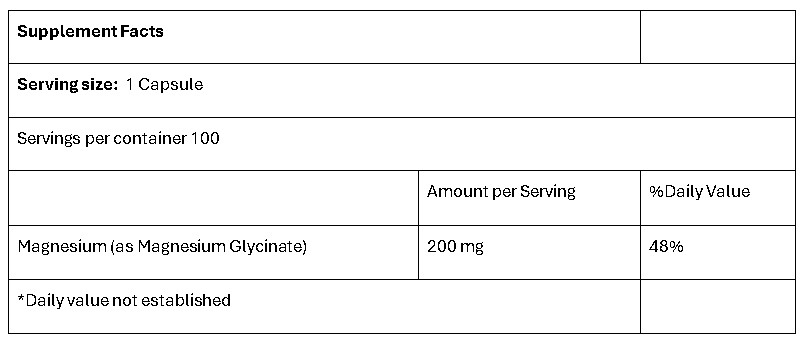 Supplement Facts
Serving size: 1 Capsule
Servings per container 100
Amount per Serving %Daily Value
Magnesium (as Magnesium Glycinate) 200 mg 48%
*Daily value not established